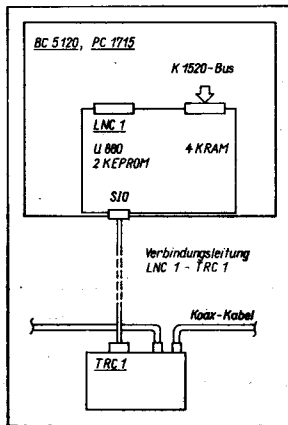 BC 5120, PC 1715
K 1520-Bus
LNC 1
U 880
2 KEPROM
4 KRAM
SIO
Verbindungsleitung
LNC 1 - TRC 1
Koax-Kabel
TRC 1